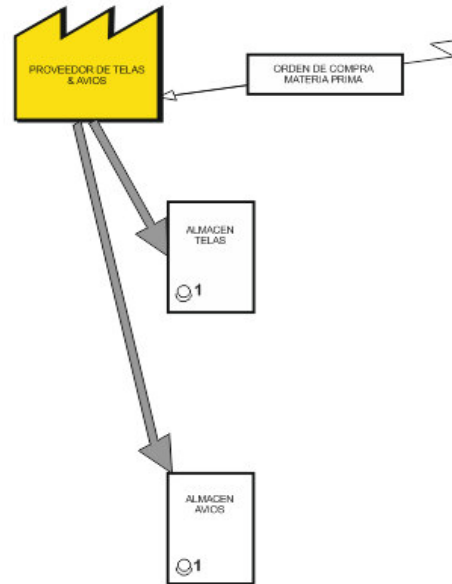 PROVEEDOR DE TELAS
& AVIOS
ORDEN DE COMPRA
MATERIA PRIMA
ALMACEN
TELAS
1
ALMACEN
AVIOS
1